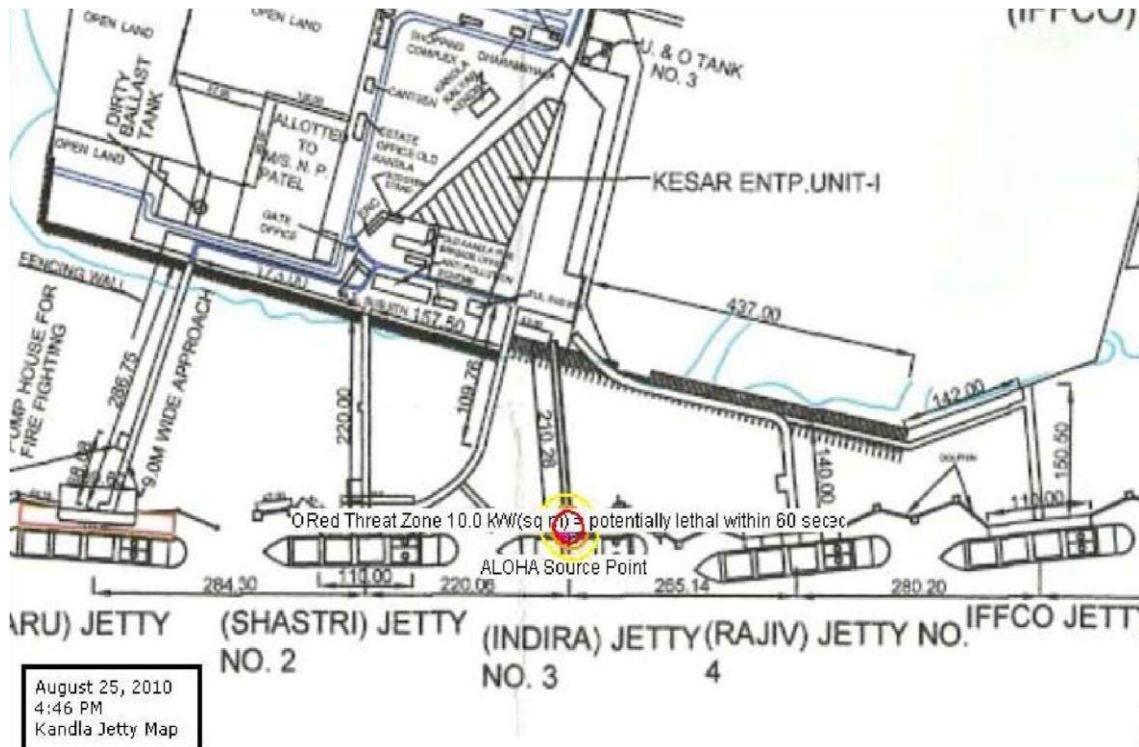 (IFFCO)
OPEN LAND
OPEN LAND
SHOPPING
COMPLEX
DHARAMSHALA
U. & O TANK
NO. 3
KANDLA
KALYAN
KENDRA
CANTEEN
DIRTY
BALLAST
TANK
ALLOTTED
TO
M/S. N. P.
PATEL
OPEN LAND
ESTATE
OFFICE OLD
KANDLA
KESAR ENTP.UNIT-I
GATE
OFFICE
FENCING WALL
157.50
437.00
PUMP HOUSE FOR
FIRE FIGHTING
286.75
9.0M WIDE APPROACH
220.00
109.76
210.28
142.00
140.00
150.50
DOLPHIN
110.00
Red Threat Zone 10.0 kW/(sq m) = potentially lethal within 60 sec
ALOHA Source Point
284.30
110.00
220.06
265.14
280.20
ARU) JETTY
(SHASTRI) JETTY
NO. 2
(INDIRA) JETTY
NO. 3
(RAJIV) JETTY NO.
4
IFFCO JETT
August 25, 2010
4:46 PM
Kandla Jetty Map